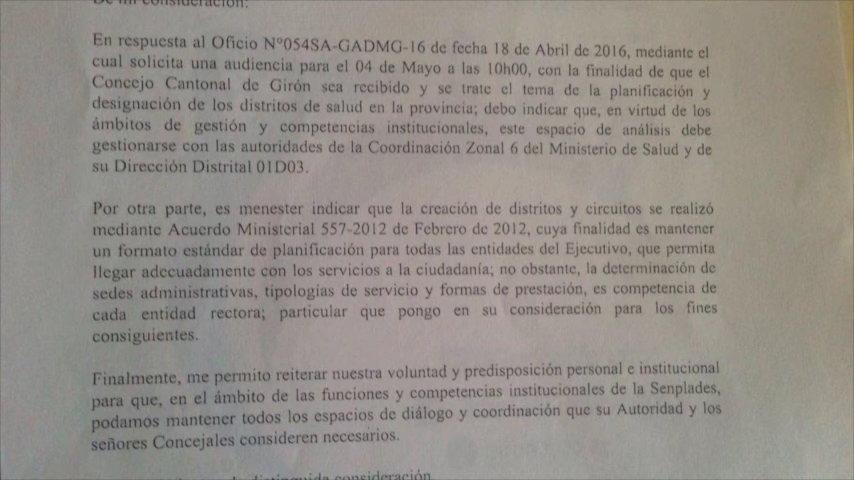 De mi consideración:
En respuesta al Oficio N°054SA-GADMG-16 de fecha 18 de Abril de 2016, mediante el
cual solicita una audiencia para el 04 de Mayo a las 10h00, con la finalidad de que el
Concejo Cantonal de Girón sea recibido y se trate el tema de la planificación y
designación de los distritos de salud en la provincia; debo indicar que, en virtud de los
ámbitos de gestión y competencias institucionales, este espacio de análisis debe
gestionarse con las autoridades de la Coordinación Zonal 6 del Ministerio de Salud y de
su Dirección Distrital 01D03.
Por otra parte, es menester indicar que la creación de distritos y circuitos se realizó
mediante Acuerdo Ministerial 557-2012 de Febrero de 2012, cuya finalidad es mantener
un formato estándar de planificación para todas las entidades del Ejecutivo, que permita
llegar adecuadamente con los servicios a la ciudadanía; no obstante, la determinación de
sedes administrativas, tipologías de servicio y formas de prestación, es competencia de
cada entidad rectora; particular que pongo en su consideración para los fines
consiguientes.
Finalmente, me permito reiterar nuestra voluntad y predisposición personal e institucional
para que, en el ámbito de las funciones y competencias institucionales de la Senplades,
podamos mantener todos los espacios de diálogo y coordinación que su Autoridad y los
señores Concejales consideren necesarios.
distinguida consideración